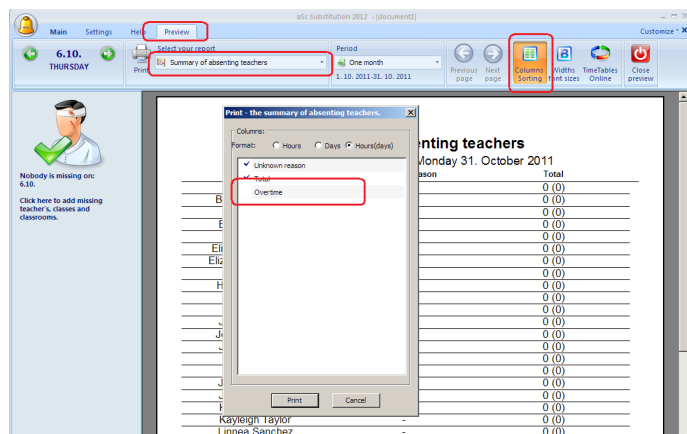 aSc Substitution 2012 - [document1]
Main Settings Help Preview Customize
6.10.
THURSDAY
Print
Select your report
Summary of absenting teachers
Period
One month
1. 10. 2011-31. 10. 2011
Previous page
Next page
Columns Sorting
Widths font sizes
TimeTables Online
Close preview
Nobody is missing on:
6.10.
Click here to add missing
teacher's, classes and
classrooms.
Print - the summary of absenting teachers.
Columns:
Format: Hours Days Hours(days)
Unknown reason
Total
Overtime
Print Cancel
enting teachers
Monday 31. October 2011
ason Total
0 (0)
B 0 (0)
0 (0)
E 0 (0)
0 (0)
Eli 0 (0)
Eliz 0 (0)
0 (0)
H 0 (0)
0 (0)
0 (0)
J 0 (0)
J 0 (0)
J 0 (0)
0 (0)
0 (0)
J 0 (0)
J 0 (0)
0 (0)
Kayleigh Taylor - 0 (0)
Linnea Sanchez - 0 (0)